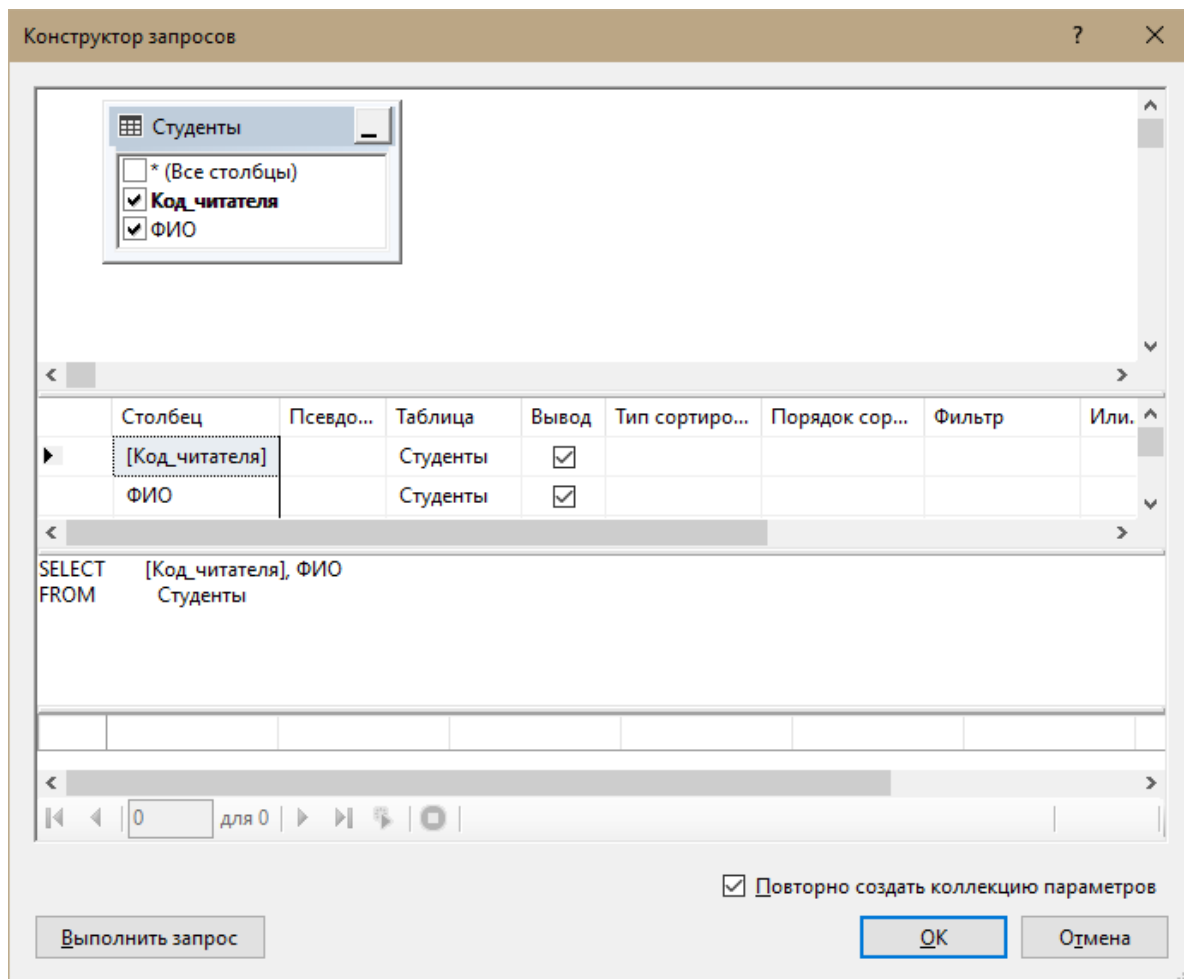 Конструктор запросов ?
Студенты
* (Все столбцы)
Код_читателя
ФИО
Столбец Псевдо... Таблица Вывод Тип сортиро... Порядок сор... Фильтр Или.
[Код_читателя] Студенты
ФИО Студенты
SELECT [Код_читателя], ФИО
FROM Студенты
0 для 0
Повторно создать коллекцию параметров
Выполнить запрос OK Отмена